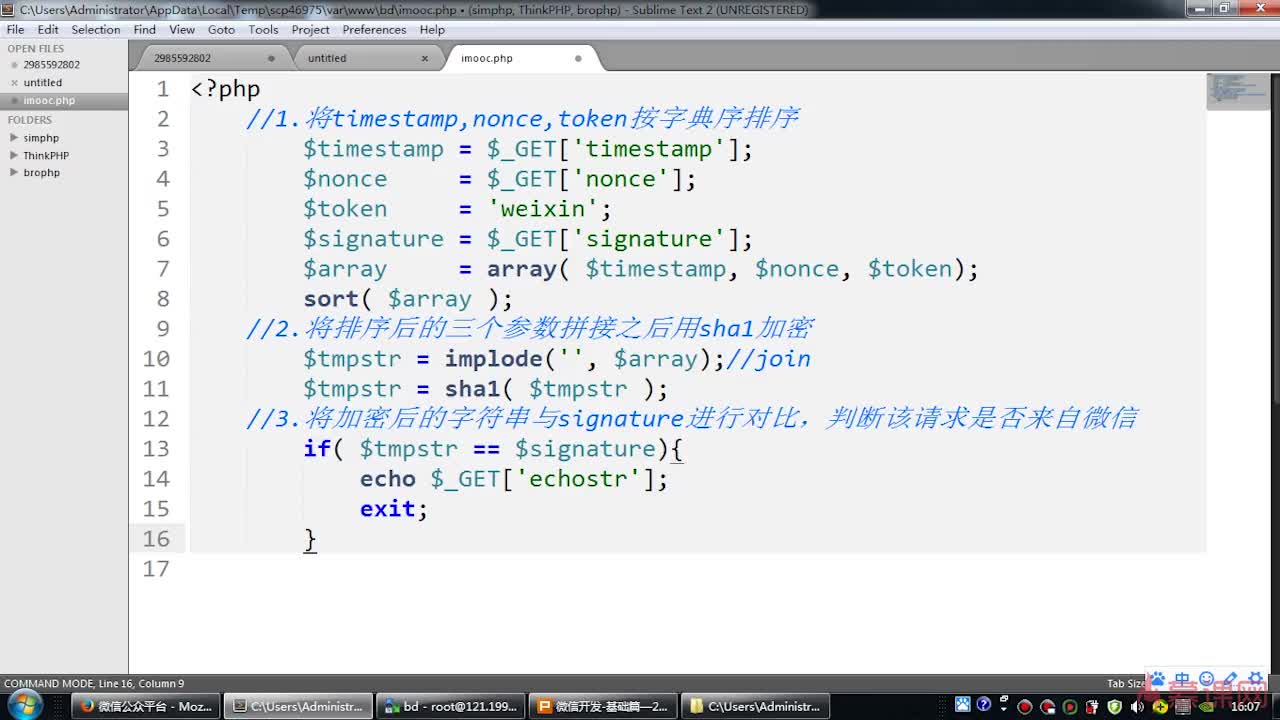 C:\Users\Administrator\AppData\Local\Temp\scp46975\var\www\bd\imooc.php • (simphp, ThinkPHP, brophp) - Sublime Text 2 (UNREGISTERED)
File Edit Selection Find View Goto Tools Project Preferences Help
OPEN FILES
2985592802
untitled
imooc.php
FOLDERS
simphp
ThinkPHP
brophp
2985592802 untitled imooc.php
1 <?php
2 //1.将timestamp,nonce,token按字典序排序
3 $timestamp = $_GET['timestamp'];
4 $nonce = $_GET['nonce'];
5 $token = 'weixin';
6 $signature = $_GET['signature'];
7 $array = array( $timestamp, $nonce, $token);
8 sort( $array );
9 //2.将排序后的三个参数拼接之后用sha1加密
10 $tmpstr = implode('', $array);//join
11 $tmpstr = sha1( $tmpstr );
12 //3.将加密后的字符串与signature进行对比，判断该请求是否来自微信
13 if( $tmpstr == $signature){
14 echo $_GET['echostr'];
15 exit;
16 }
17
COMMAND MODE, Line 16, Column 9
Tab Size
中
慕课网
微信公众平台 - Moz...
C:\Users\Administr...
bd - root@121.199...
微信开发-基础篇—2...
C:\Users\Administr...
16:07